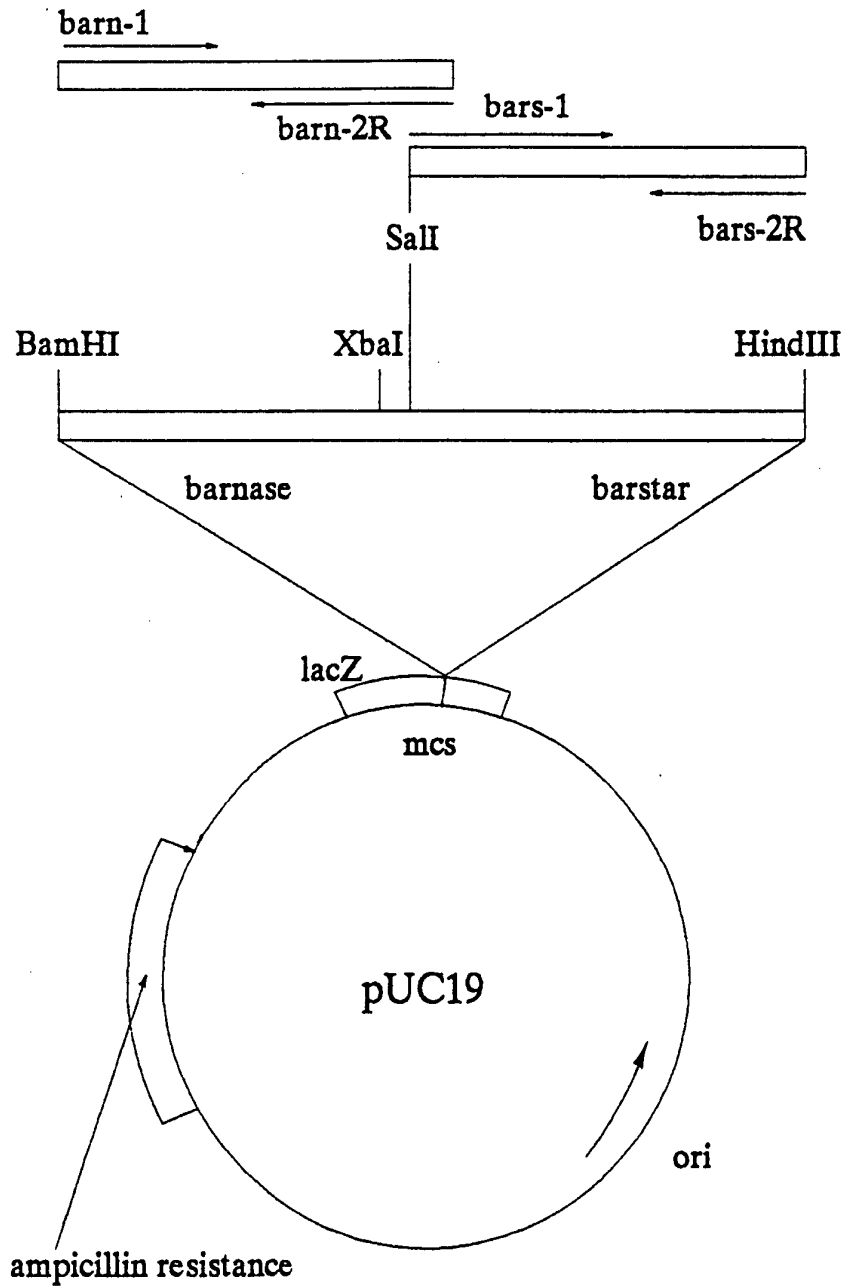 barn-1
bars-1
barn-2R
bars-2R
SalI
BamHI
XbaI
HindIII
barnase
barstar
lacZ
mcs
pUC19
ori
ampicillin resistance